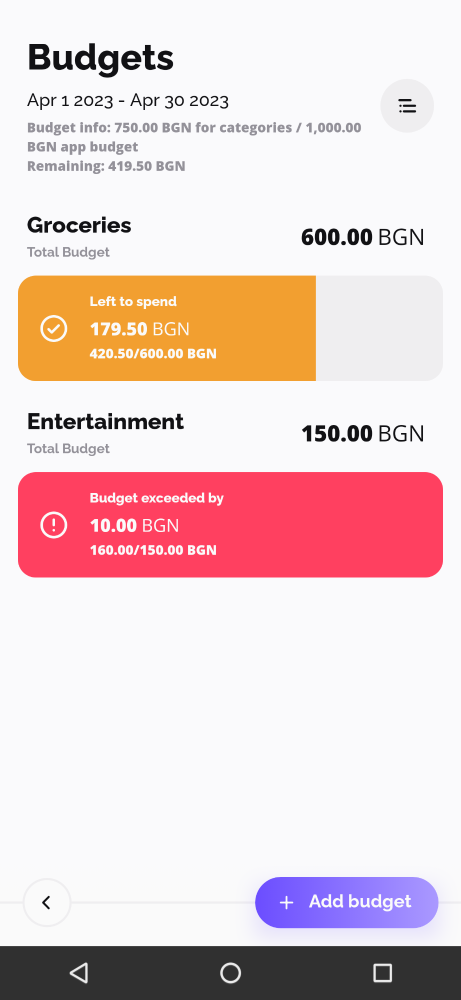 Budgets
Apr 1 2023 - Apr 30 2023
Budget info: 750.00 BGN for categories / 1,000.00
BGN app budget
Remaining: 419.50 BGN
Groceries
Total Budget
600.00 BGN
Left to spend
179.50 BGN
420.50/600.00 BGN
Entertainment
Total Budget
150.00 BGN
Budget exceeded by
10.00 BGN
160.00/150.00 BGN
Add budget